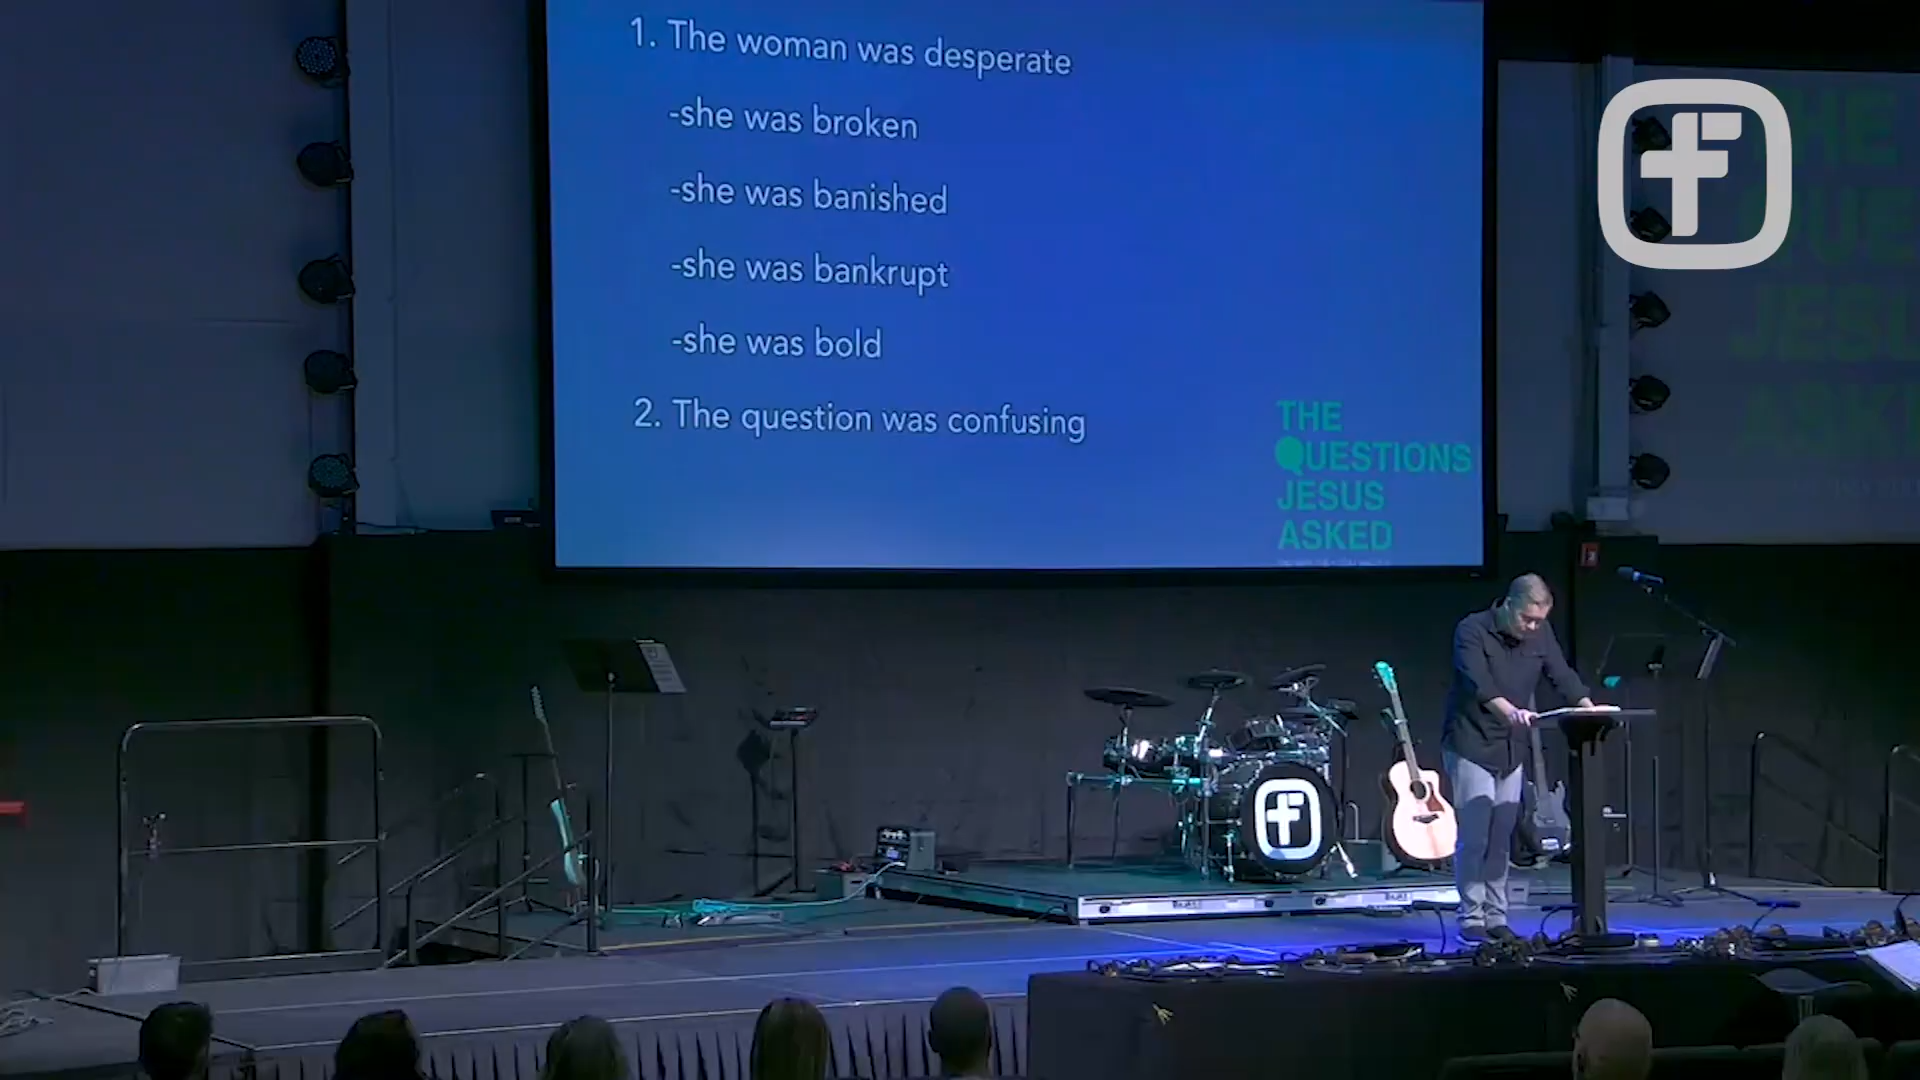 1. The woman was desperate
-she was broken
-she was banished
-she was bankrupt
-she was bold
2. The question was confusing
THE
QUESTIONS
JESUS
ASKED